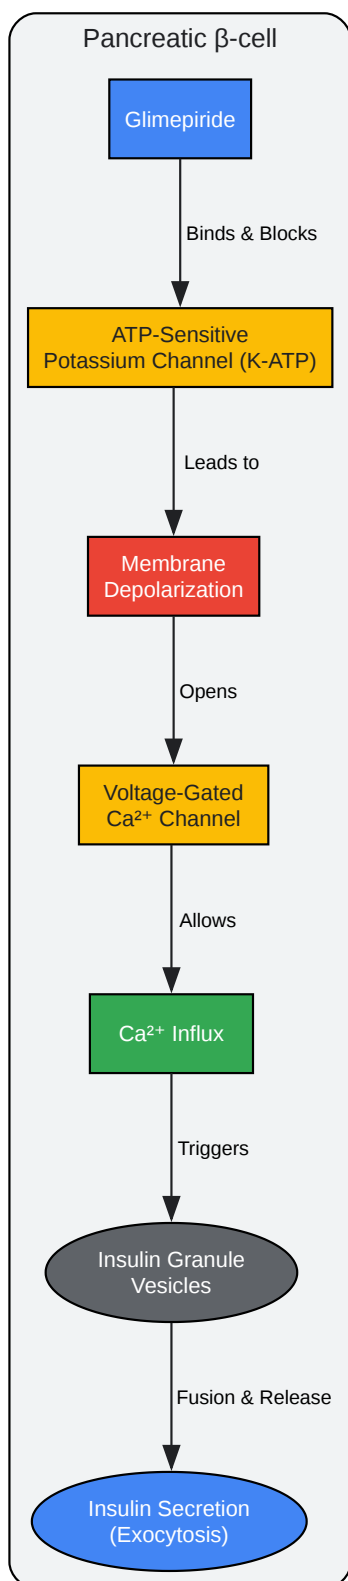 Pancreatic β-cell
Glimepiride
Binds & Blocks
ATP-Sensitive
Potassium Channel (K-ATP)
Leads to
Membrane
Depolarization
Opens
Voltage-Gated
Ca²⁺ Channel
Allows
Ca²⁺ Influx
Triggers
Insulin Granule
Vesicles
Fusion & Release
Insulin Secretion
(Exocytosis)